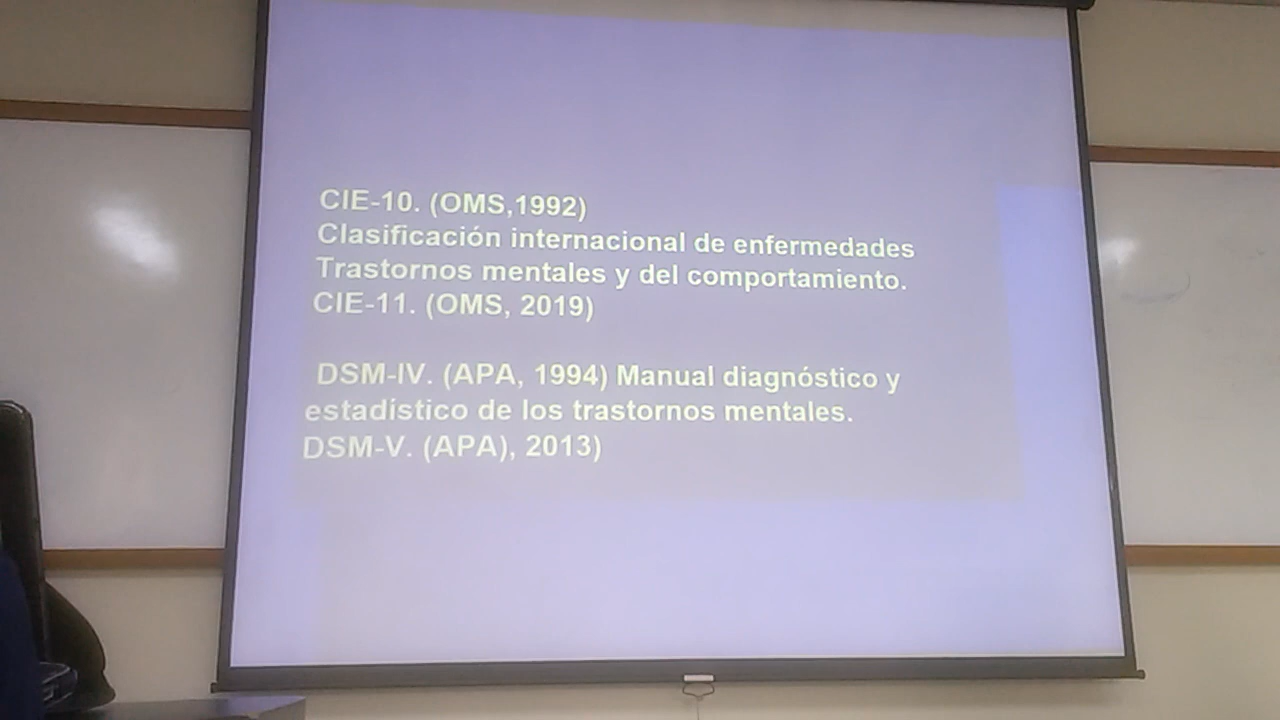 CIE-10. (OMS,1992)
Clasificación internacional de enfermedades
Trastornos mentales y del comportamiento.
CIE-11. (OMS, 2019)
DSM-IV. (APA, 1994) Manual diagnóstico y
estadístico de los trastornos mentales.
DSM-V. (APA), 2013)